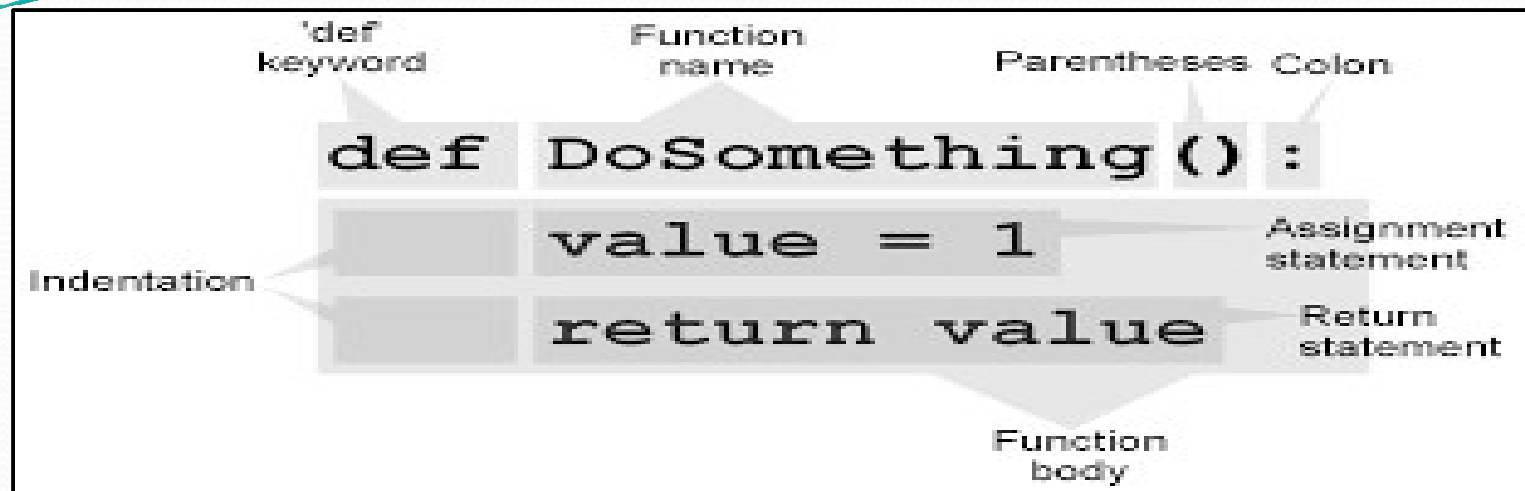 'def'
keyword
Function
name
Parentheses
Colon
def DoSomething():
value = 1
Assignment
statement
Indentation
return value
Return
statement
Function
body